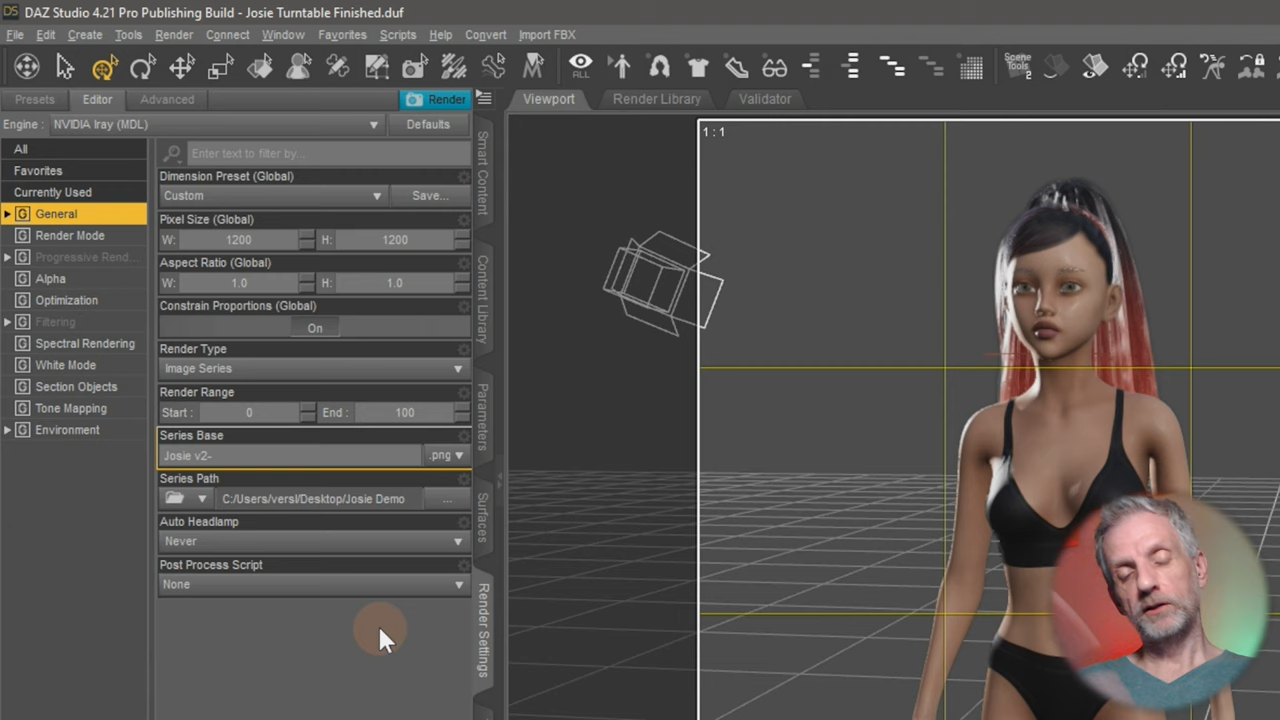 DAZ Studio 4.21 Pro Publishing Build - Josie Turntable Finished.duf
File Edit Create Tools Render Connect Window Favorites Scripts Help Convert Import FBX
ALL
Scene Tools 2
Presets Editor Advanced Render
Viewport Render Library Validator
Engine : NVIDIA Iray (MDL) Defaults
All
Favorites
Currently Used
G General
G Render Mode
G Progressive Rend...
G Alpha
G Optimization
G Filtering
G Spectral Rendering
G White Mode
G Section Objects
G Tone Mapping
G Environment
Enter text to filter by...
Dimension Preset (Global)
Custom Save...
Pixel Size (Global)
W: 1200 H: 1200
Aspect Ratio (Global)
W: 1.0 H: 1.0
Constrain Proportions (Global)
On
Render Type
Image Series
Render Range
Start : 0 End : 100
Series Base
Josie v2- .png
Series Path
C:/Users/versl/Desktop/Josie Demo ...
Auto Headlamp
Never
Post Process Script
None
Smart Content
Content Library
Parameters
Surfaces
Render Settings
1 : 1